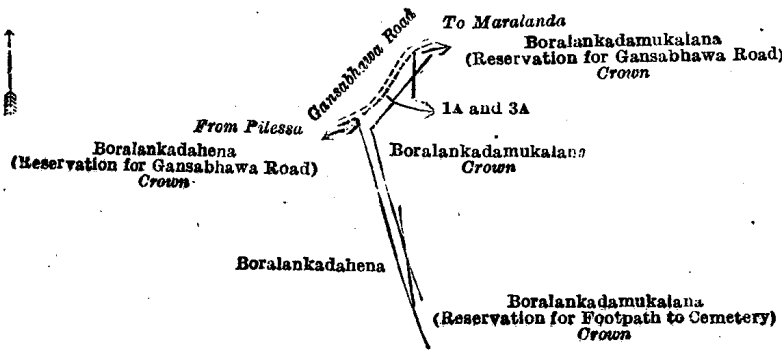 Gansabhawa Road
To Maralanda
Boralankadamukalana
(Reservation for Gansabhawa Road)
Crown
1A and 3A
From Pilessa
Boralankadahena
(Reservation for Gansabhawa Road)
Crown
Boralankadamukalana
Crown
Boralankadahena
Boralankadamukalana
(Reservation for Footpath to Cemetery)
Crown